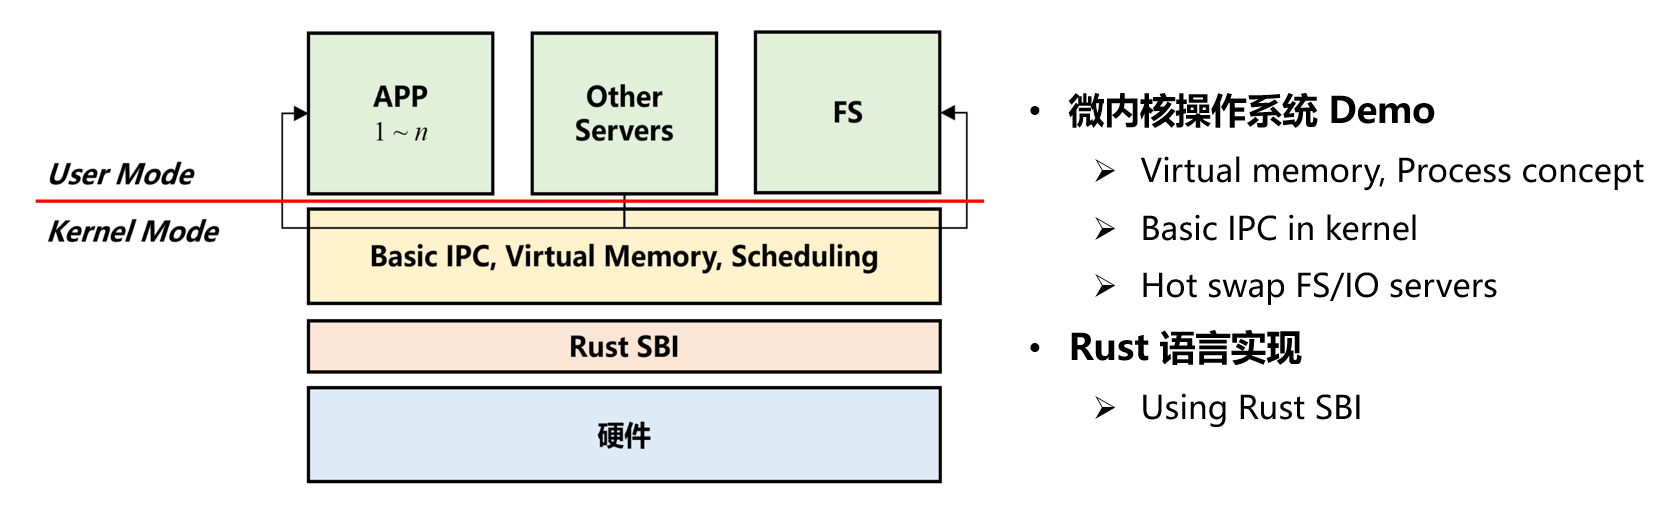 APP
1 ~ n
Other
Servers
FS
User Mode
Kernel Mode
Basic IPC, Virtual Memory, Scheduling
Rust SBI
硬件
• 微内核操作系统 Demo
➢ Virtual memory, Process concept
➢ Basic IPC in kernel
➢ Hot swap FS/IO servers
• Rust 语言实现
➢ Using Rust SBI